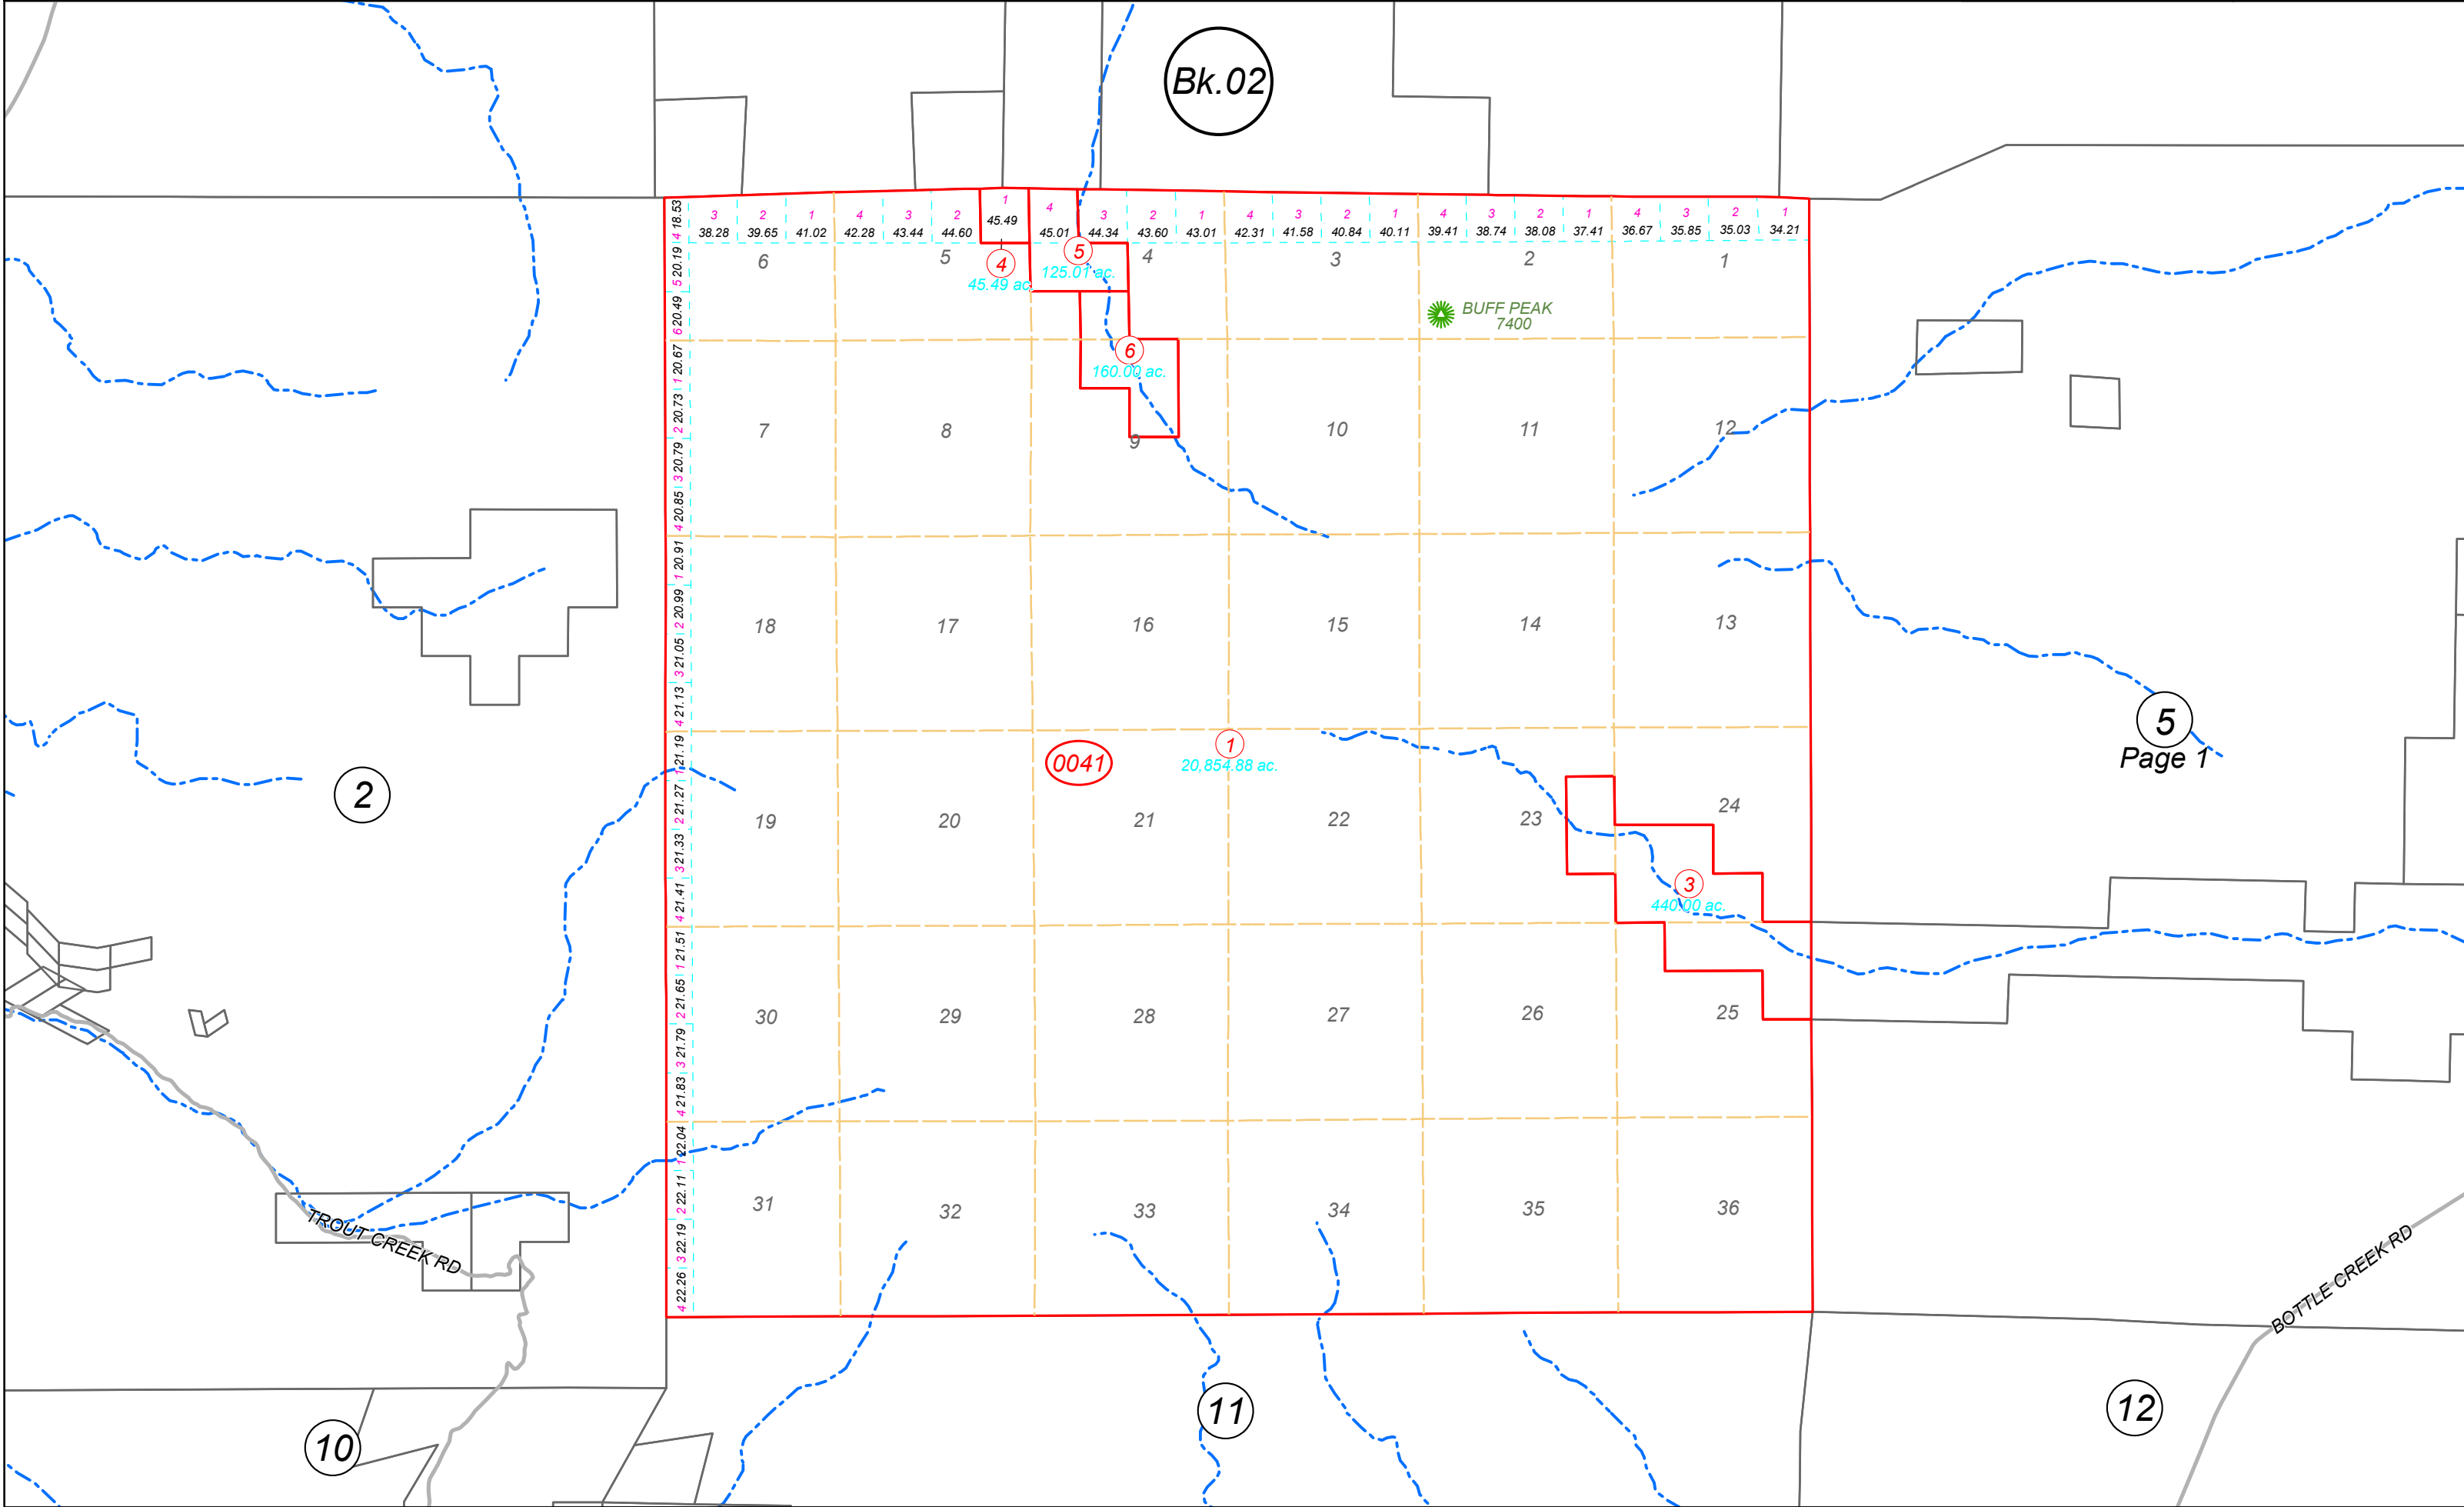 Bk.02
3 2 1 4 3 2 1 4 3 2 1 4 3 2 1 4 3 2 1 4 3 2 1
38.28 39.65 41.02 42.28 43.44 44.60 45.49 45.01 44.34 43.60 43.01 42.31 41.58 40.84 40.11 39.41 38.74 38.08 37.41 36.67 35.85 35.03 34.21
4 18.53
5 20.19
6 20.49
1 20.67
2 20.73
3 20.79
4 20.85
1 20.91
2 20.99
3 21.05
4 21.13
1 21.19
2 21.27
3 21.33
4 21.41
1 21.51
2 21.65
3 21.79
4 21.83
1 22.04
2 22.11
3 22.19
4 22.26
6 5 4 3 2 1
4
45.49 ac.
5
125.01 ac.
BUFF PEAK
7400
6
160.00 ac.
7 8 9 10 11 12
18 17 16 15 14 13
5
Page 1
0041
1
20,854.88 ac.
2
19 20 21 22 23 24
3
440.00 ac.
30 29 28 27 26 25
31 32 33 34 35 36
TROUT CREEK RD
BOTTLE CREEK RD
10
11
12